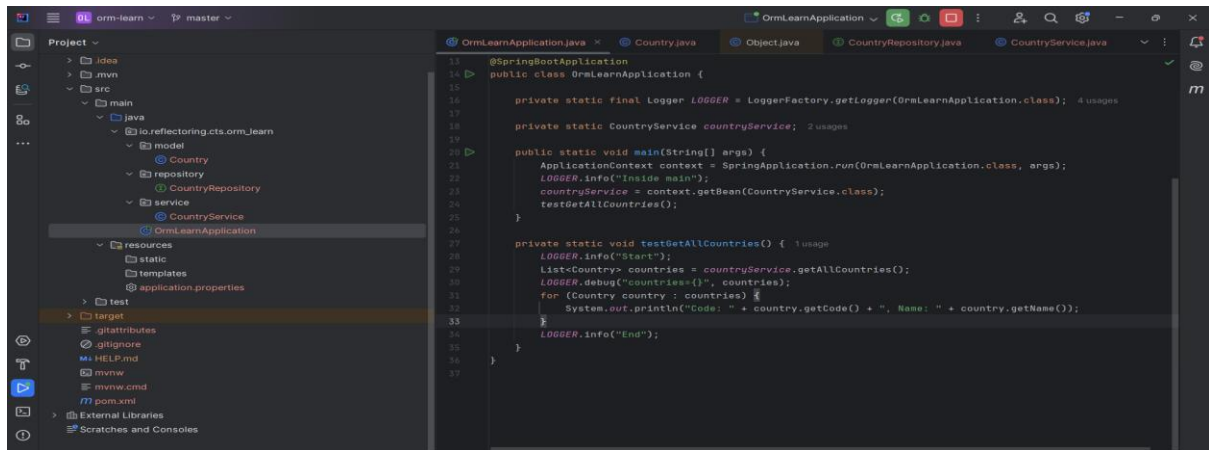 OL orm-learn master OrmLearnApplication
Project
OrmLearnApplication.java Country.java Object.java CountryRepository.java CountryService.java
.idea
.mvn
src
main
java
io.reflectoring.cts.orm_learn
model
Country
repository
CountryRepository
service
CountryService
OrmLearnApplication
resources
static
templates
application.properties
test
target
.gitattributes
.gitignore
M↓ HELP.md
mvnw
mvnw.cmd
m pom.xml
External Libraries
Scratches and Consoles
13 @SpringBootApplication
14 public class OrmLearnApplication {
15
16 private static final Logger LOGGER = LoggerFactory.getLogger(OrmLearnApplication.class); 4 usages
17
18 private static CountryService countryService; 2 usages
19
20 public static void main(String[] args) {
21 ApplicationContext context = SpringApplication.run(OrmLearnApplication.class, args);
22 LOGGER.info("Inside main");
23 countryService = context.getBean(CountryService.class);
24 testGetAllCountries();
25 }
26
27 private static void testGetAllCountries() { 1 usage
28 LOGGER.info("Start");
29 List<Country> countries = countryService.getAllCountries();
30 LOGGER.debug("countries={}", countries);
31 for (Country country : countries) {
32 System.out.println("Code: " + country.getCode() + ", Name: " + country.getName());
33 }
34 LOGGER.info("End");
35 }
36 }
37
m